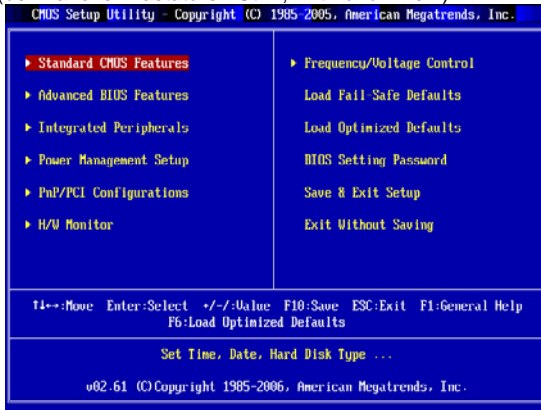 CMOS Setup Utility - Copyright (C) 1985-2005, American Megatrends, Inc.
Standard CMOS Features
Advanced BIOS Features
Integrated Peripherals
Power Management Setup
PnP/PCI Configurations
H/W Monitor
Frequency/Voltage Control
Load Fail-Safe Defaults
Load Optimized Defaults
BIOS Setting Password
Save & Exit Setup
Exit Without Saving
↑↓←→:Move Enter:Select +/-/:Value F10:Save ESC:Exit F1:General Help
F6:Load Optimized Defaults
Set Time, Date, Hard Disk Type ...
v02.61 (C)Copyright 1985-2006, American Megatrends, Inc.